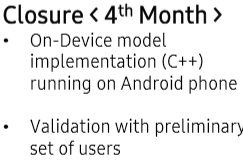 Closure < 4th Month >
• On-Device model
implementation (C++)
running on Android phone
• Validation with preliminary
set of users